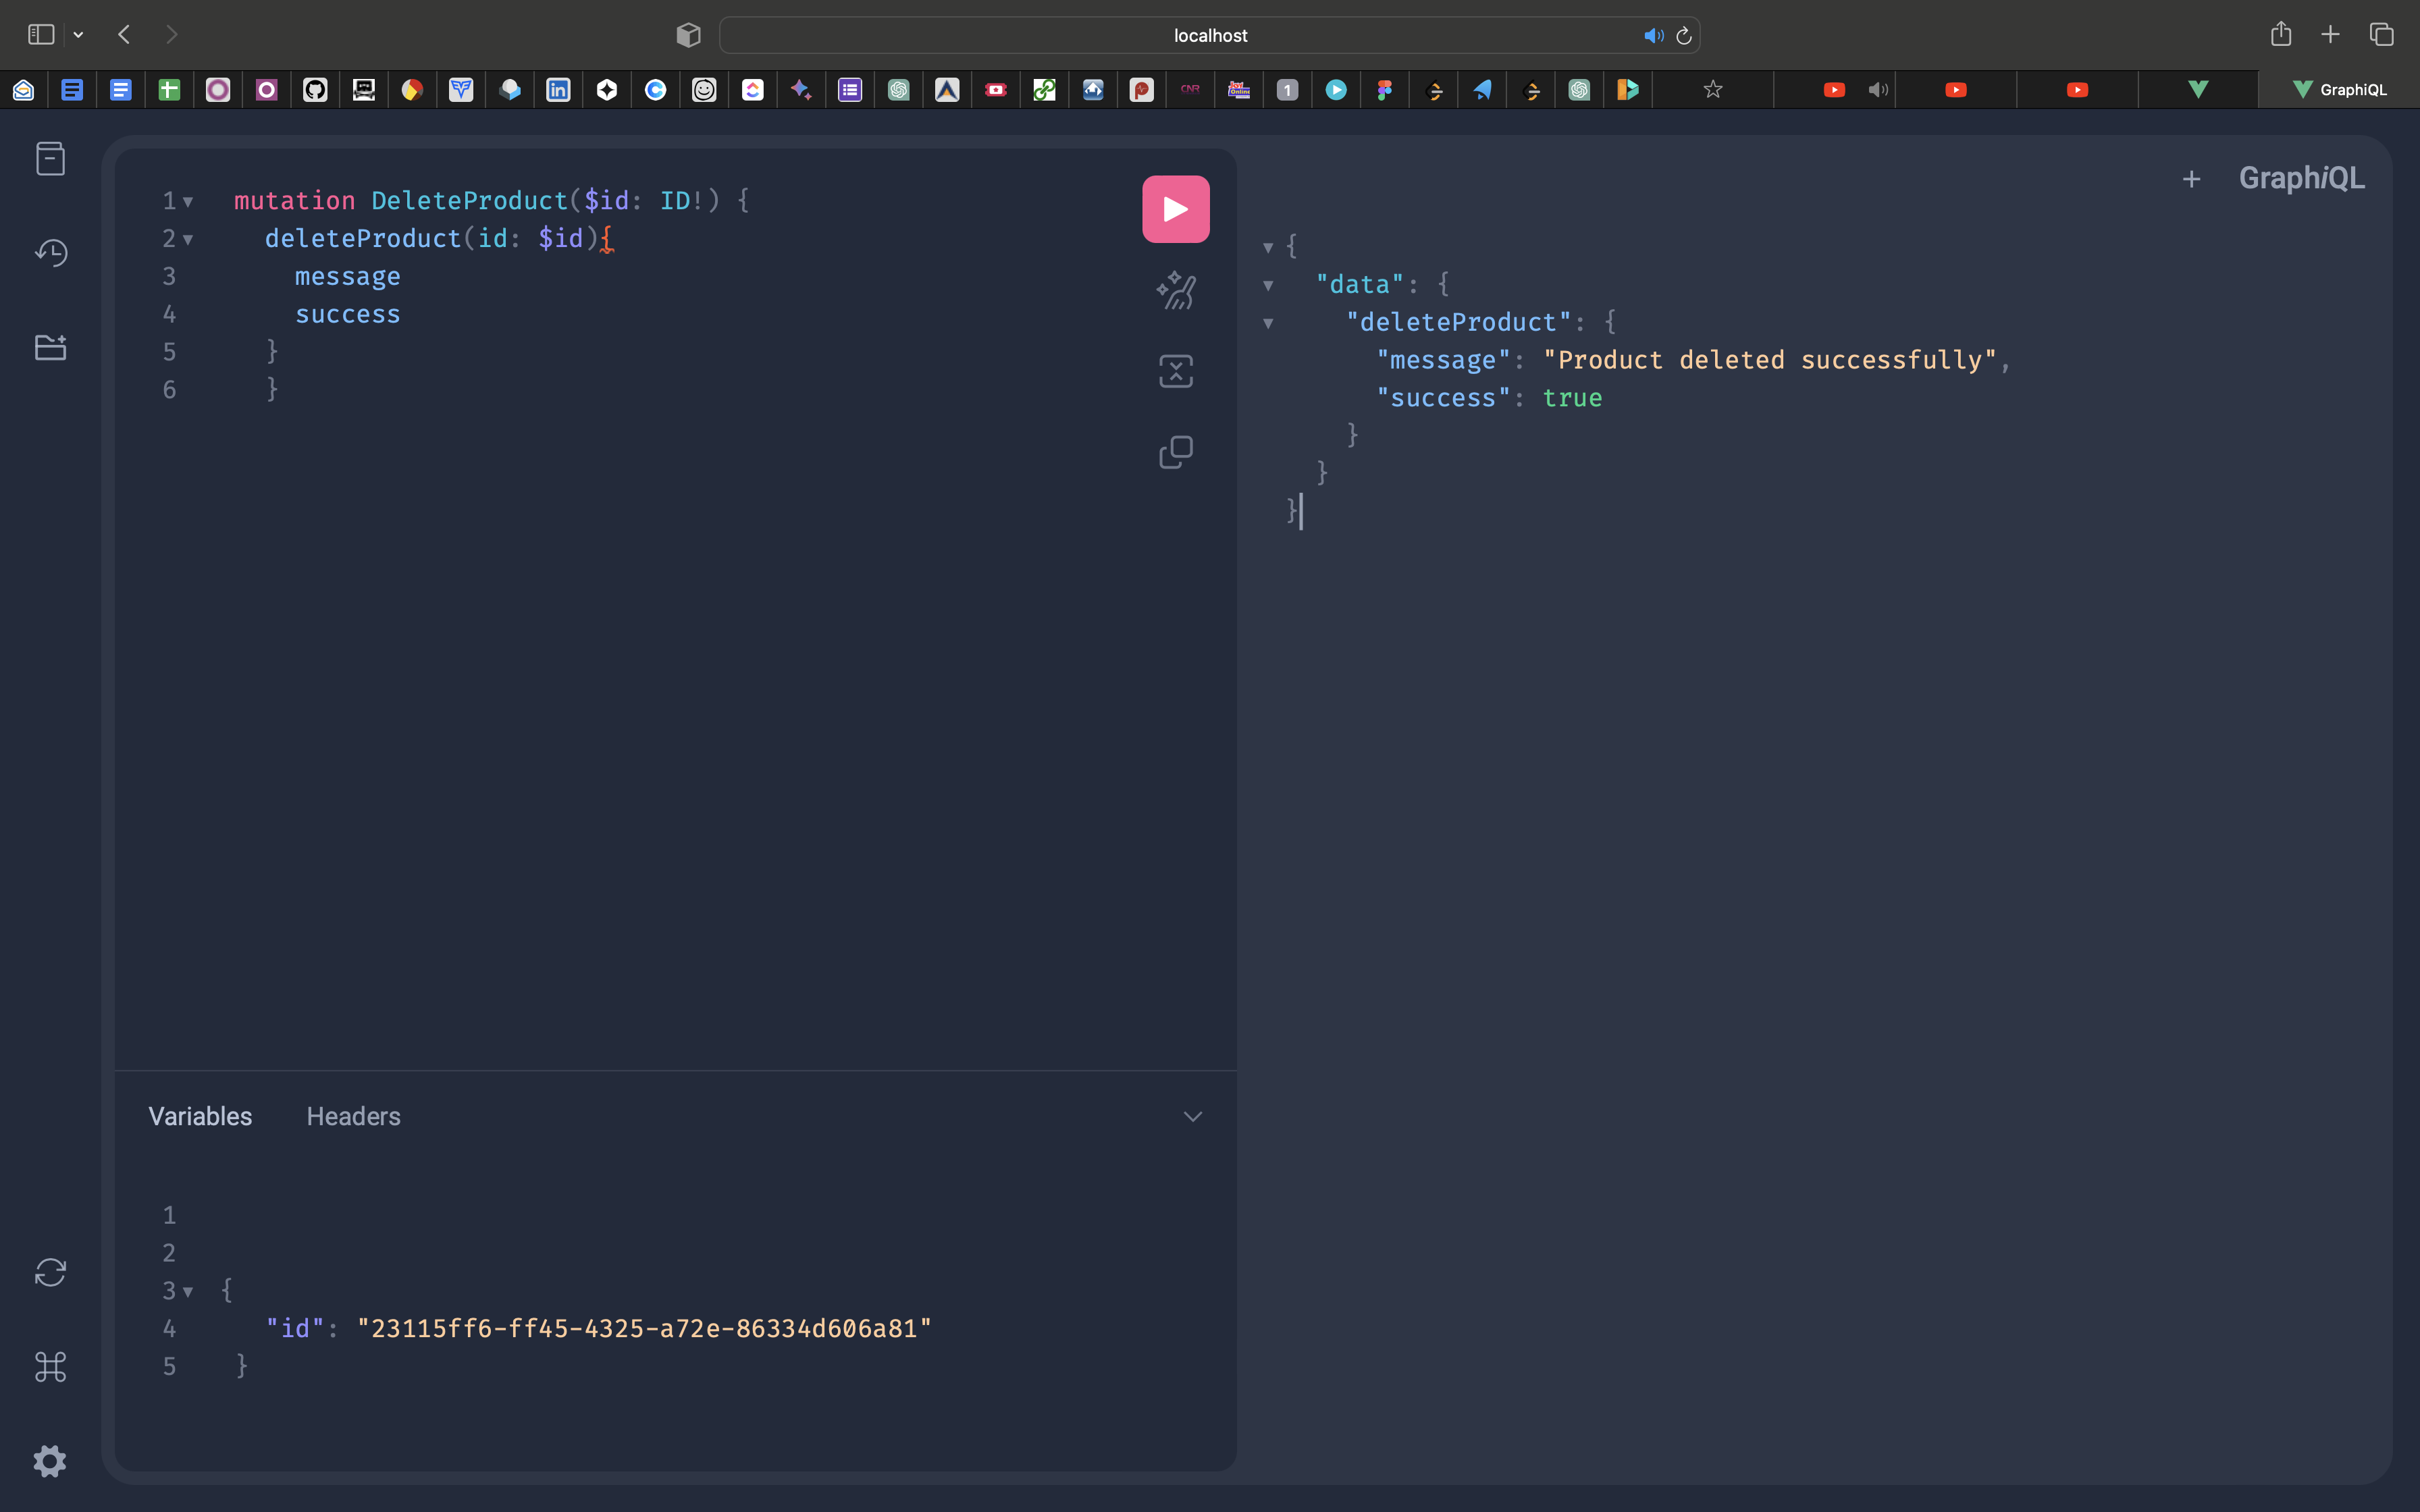 localhost
CNR
1
GraphiQL
GraphiQL
1 mutation DeleteProduct($id: ID!) {
2 deleteProduct(id: $id){
3 message
4 success
5 }
6 }
{
"data": {
"deleteProduct": {
"message": "Product deleted successfully",
"success": true
}
}
}
Variables Headers
1
2
3 {
4 "id": "23115ff6-ff45-4325-a72e-86334d606a81"
5 }